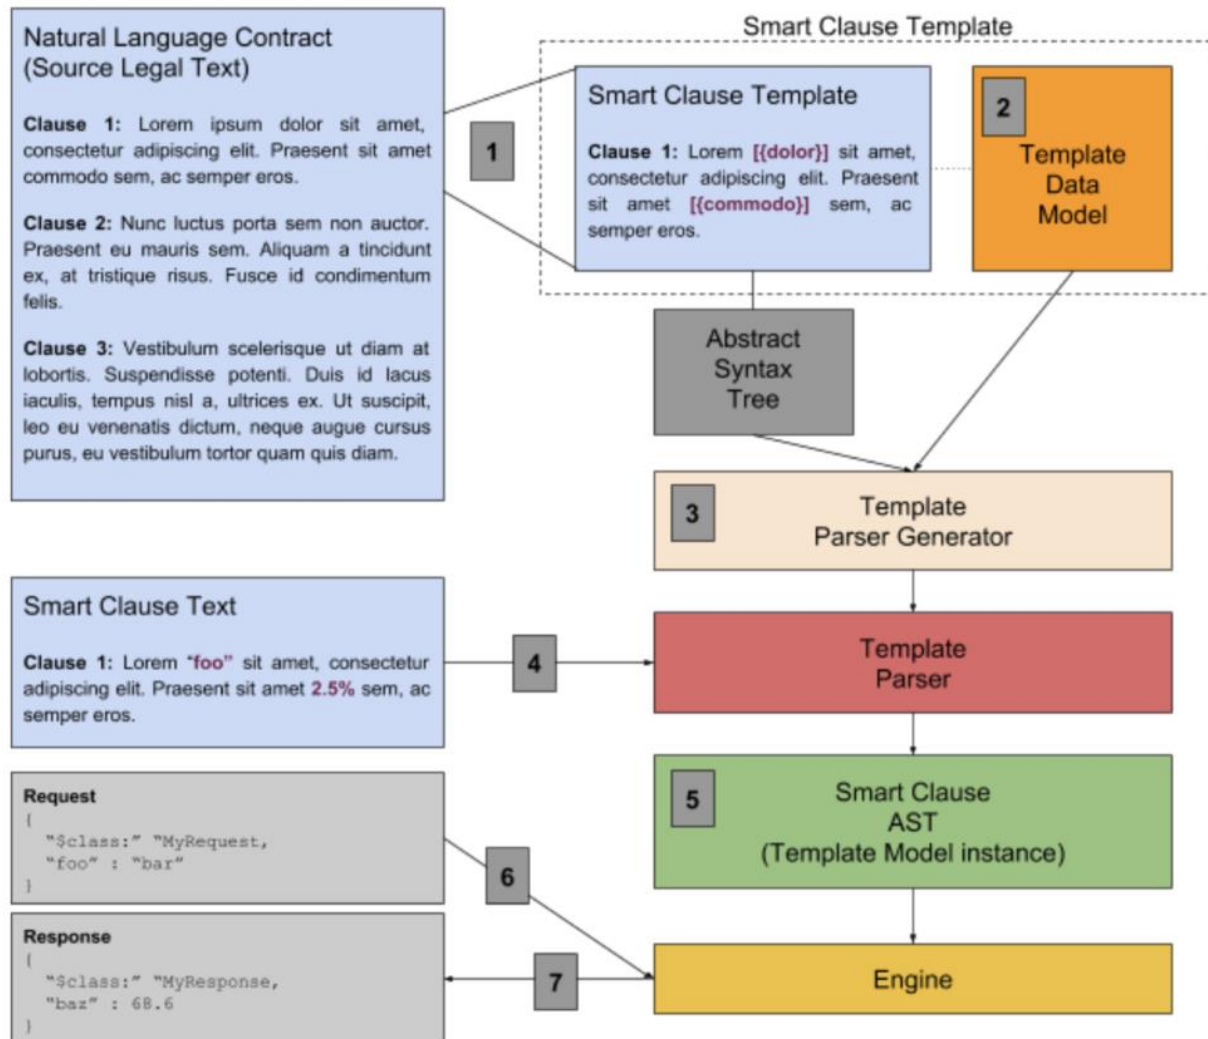 Natural Language Contract
(Source Legal Text)
Clause 1: Lorem ipsum dolor sit amet,
consectetur adipiscing elit. Praesent sit amet
commodo sem, ac semper eros.
Clause 2: Nunc luctus porta sem non auctor.
Praesent eu mauris sem. Aliquam a tincidunt
ex, at tristique risus. Fusce id condimentum
felis.
Clause 3: Vestibulum scelerisque ut diam at
lobortis. Suspendisse potenti. Duis id lacus
iaculis, tempus nisl a, ultrices ex. Ut suscipit,
leo eu venenatis dictum, neque augue cursus
purus, eu vestibulum tortor quam quis diam.
1
Smart Clause Template
Smart Clause Template
Clause 1: Lorem [{dolor}] sit amet,
consectetur adipiscing elit. Praesent
sit amet [{commodo}] sem, ac
semper eros.
2
Template
Data
Model
Abstract
Syntax
Tree
3
Template
Parser Generator
Smart Clause Text
Clause 1: Lorem “foo” sit amet, consectetur
adipiscing elit. Praesent sit amet 2.5% sem, ac
semper eros.
4
Template
Parser
5
Smart Clause
AST
(Template Model instance)
Request
{
“$class:” “MyRequest,
“foo” : “bar”
}
6
Response
{
“$class:” “MyResponse,
“baz” : 68.6
}
7
Engine